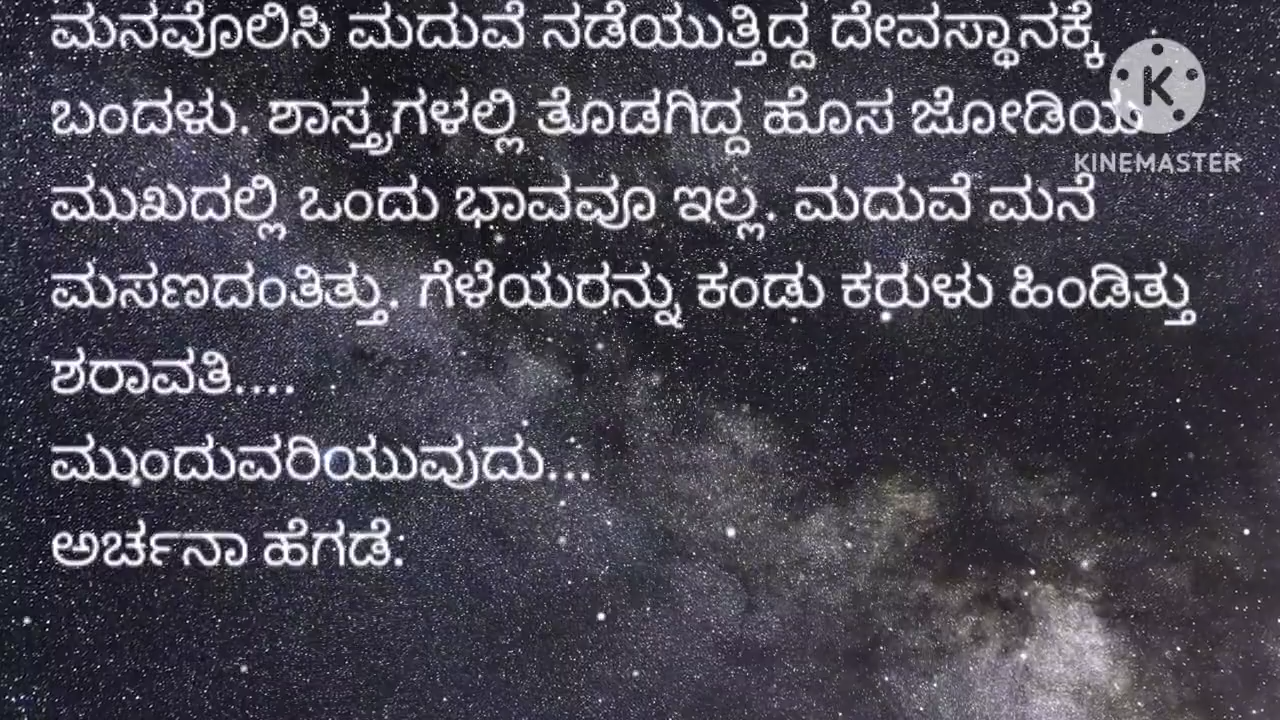 ಮನವೊಲಿಸಿ ಮದುವೆ ನಡೆಯುತ್ತಿದ್ದ ದೇವಸ್ಥಾನಕ್ಕೆ
ಬಂದಳು. ಶಾಸ್ತ್ರಗಳಲ್ಲಿ ತೊಡಗಿದ್ದ ಹೊಸ ಜೋಡಿಯ
ಮುಖದಲ್ಲಿ ಒಂದು ಭಾವವೂ ಇಲ್ಲ. ಮದುವೆ ಮನೆ
ಮಸಣದಂತಿತ್ತು. ಗೆಳೆಯರನ್ನು ಕಂಡು ಕರುಳು ಹಿಂಡಿತ್ತು
ಶರಾವತಿ....
ಮುಂದುವರಿಯುವುದು...
ಅರ್ಚನಾ ಹೆಗಡೆ:
K
KINEMASTER